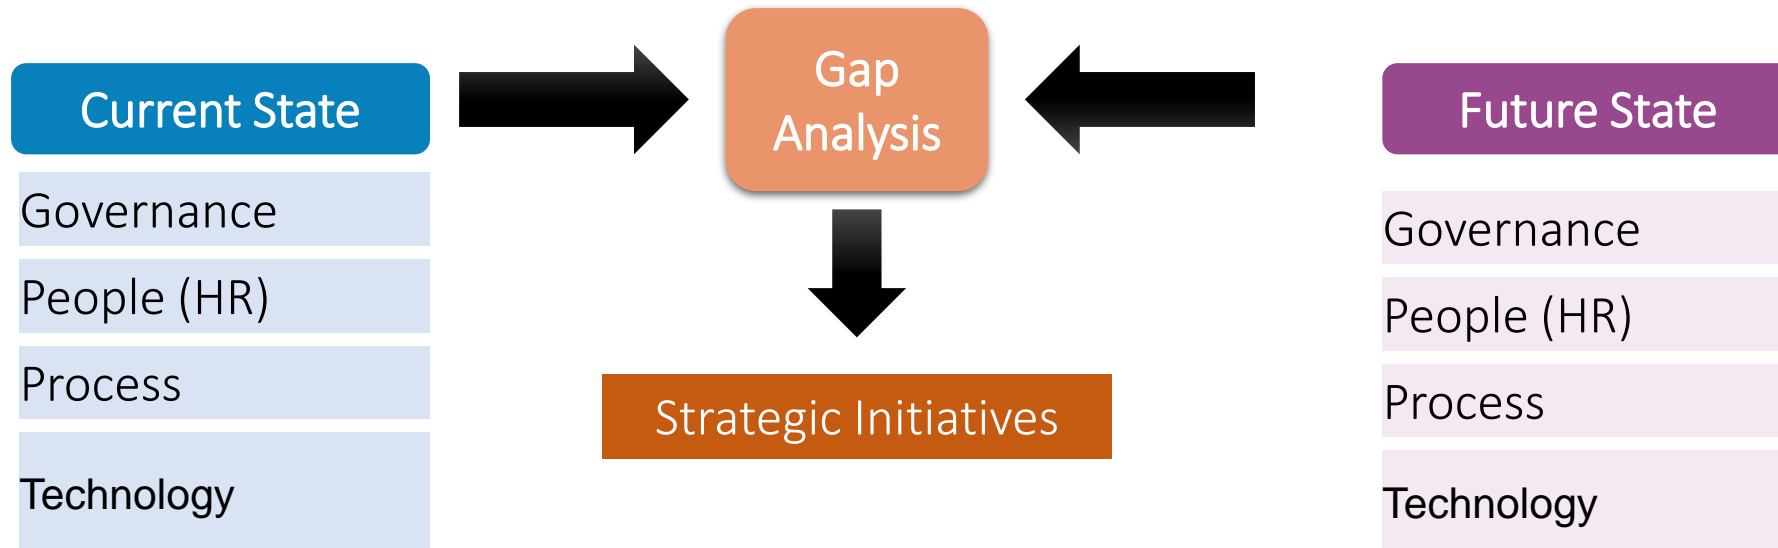 Current State
Governance
People (HR)
Process
Technology
Gap
Analysis
Strategic Initiatives
Future State
Governance
People (HR)
Process
Technology